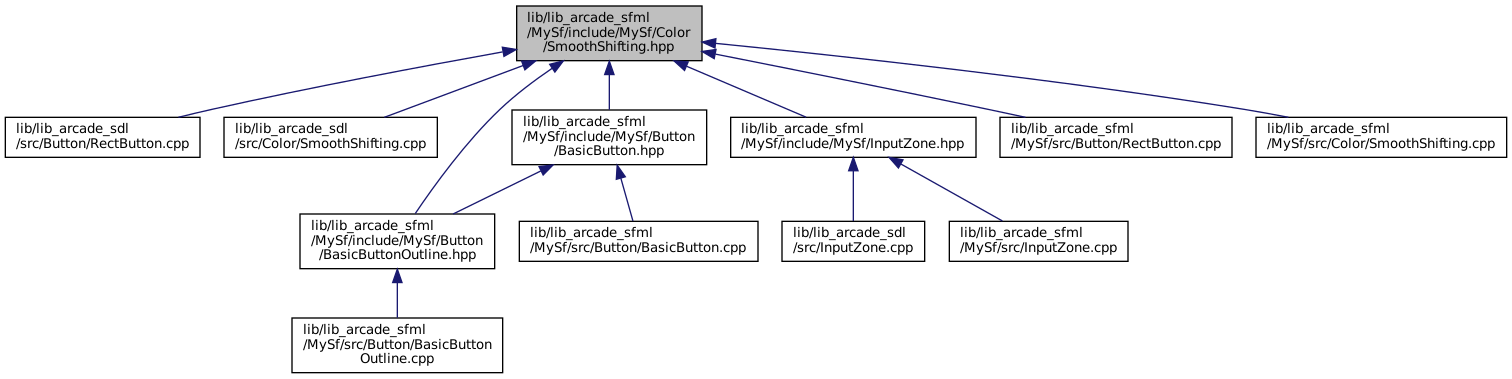 lib/lib_arcade_sfml
/MySf/include/MySf/Color
/SmoothShifting.hpp
lib/lib_arcade_sdl
/src/Button/RectButton.cpp
lib/lib_arcade_sdl
/src/Color/SmoothShifting.cpp
lib/lib_arcade_sfml
/MySf/include/MySf/Button
/BasicButton.hpp
lib/lib_arcade_sfml
/MySf/include/MySf/InputZone.hpp
lib/lib_arcade_sfml
/MySf/src/Button/RectButton.cpp
lib/lib_arcade_sfml
/MySf/src/Color/SmoothShifting.cpp
lib/lib_arcade_sfml
/MySf/include/MySf/Button
/BasicButtonOutline.hpp
lib/lib_arcade_sfml
/MySf/src/Button/BasicButton.cpp
lib/lib_arcade_sdl
/src/InputZone.cpp
lib/lib_arcade_sfml
/MySf/src/InputZone.cpp
lib/lib_arcade_sfml
/MySf/src/Button/BasicButton
Outline.cpp